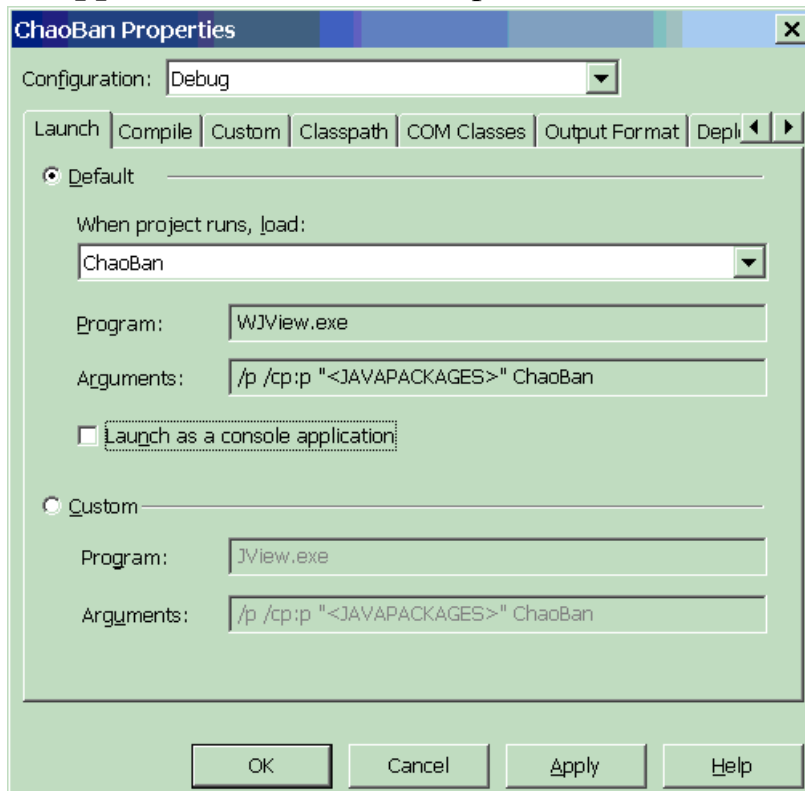 ChaoBan Properties
Configuration: Debug
Launch Compile Custom Classpath COM Classes Output Format Depl
Default
When project runs, load:
ChaoBan
Program: WJView.exe
Arguments: /p /cp:p "<JAVAPACKAGES>" ChaoBan
Launch as a console application
Custom
Program: JView.exe
Arguments: /p /cp:p "<JAVAPACKAGES>" ChaoBan
OK Cancel Apply Help